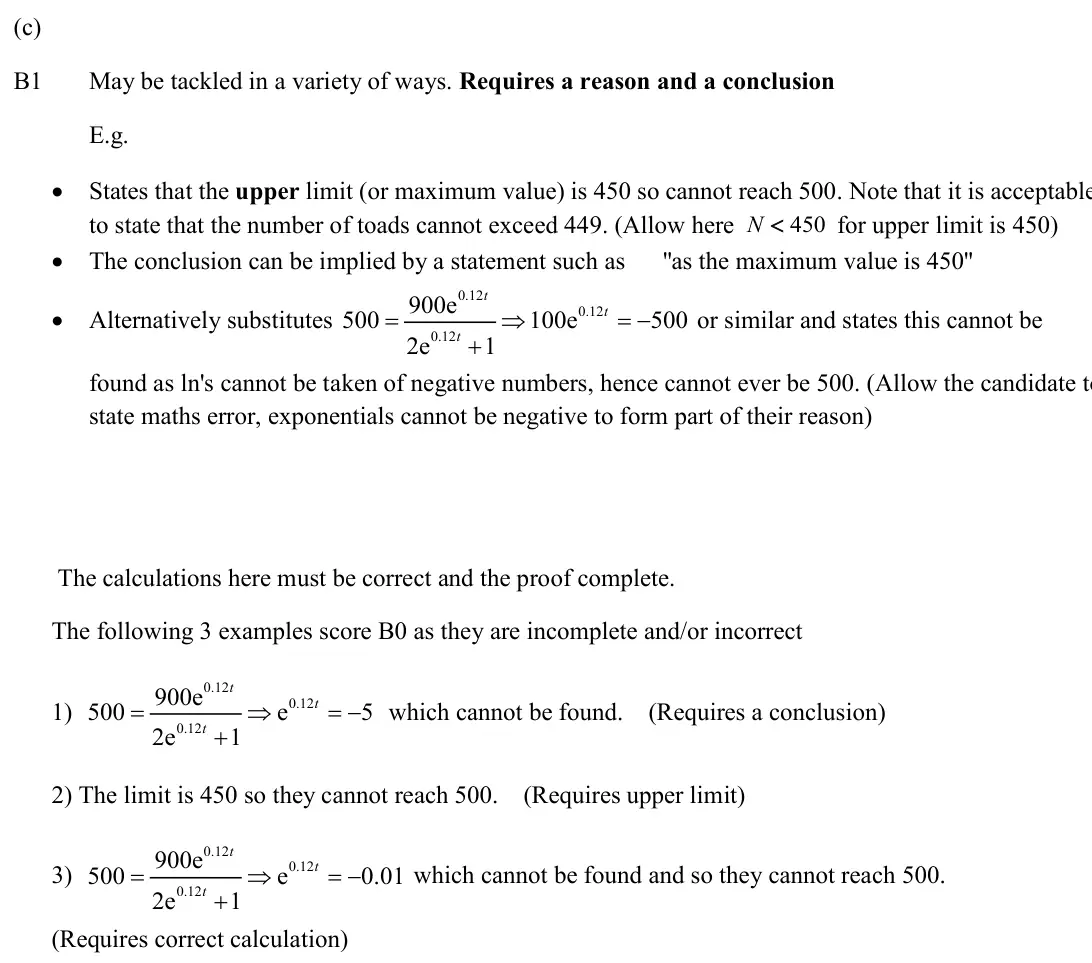 (c)
B1 May be tackled in a variety of ways. Requires a reason and a conclusion
E.g.
• States that the upper limit (or maximum value) is 450 so cannot reach 500. Note that it is acceptable
to state that the number of toads cannot exceed 449. (Allow here N < 450 for upper limit is 450)
• The conclusion can be implied by a statement such as "as the maximum value is 450"
• Alternatively substitutes 500 = 900e^{0.12t}/(2e^{0.12t} + 1) ⇒ 100e^{0.12t} = −500 or similar and states this cannot be
found as ln's cannot be taken of negative numbers, hence cannot ever be 500. (Allow the candidate to
state maths error, exponentials cannot be negative to form part of their reason)
The calculations here must be correct and the proof complete.
The following 3 examples score B0 as they are incomplete and/or incorrect
1) 500 = 900e^{0.12t}/(2e^{0.12t} + 1) ⇒ e^{0.12t} = −5 which cannot be found. (Requires a conclusion)
2) The limit is 450 so they cannot reach 500. (Requires upper limit)
3) 500 = 900e^{0.12t}/(2e^{0.12t} + 1) ⇒ e^{0.12t} = −0.01 which cannot be found and so they cannot reach 500.
(Requires correct calculation)